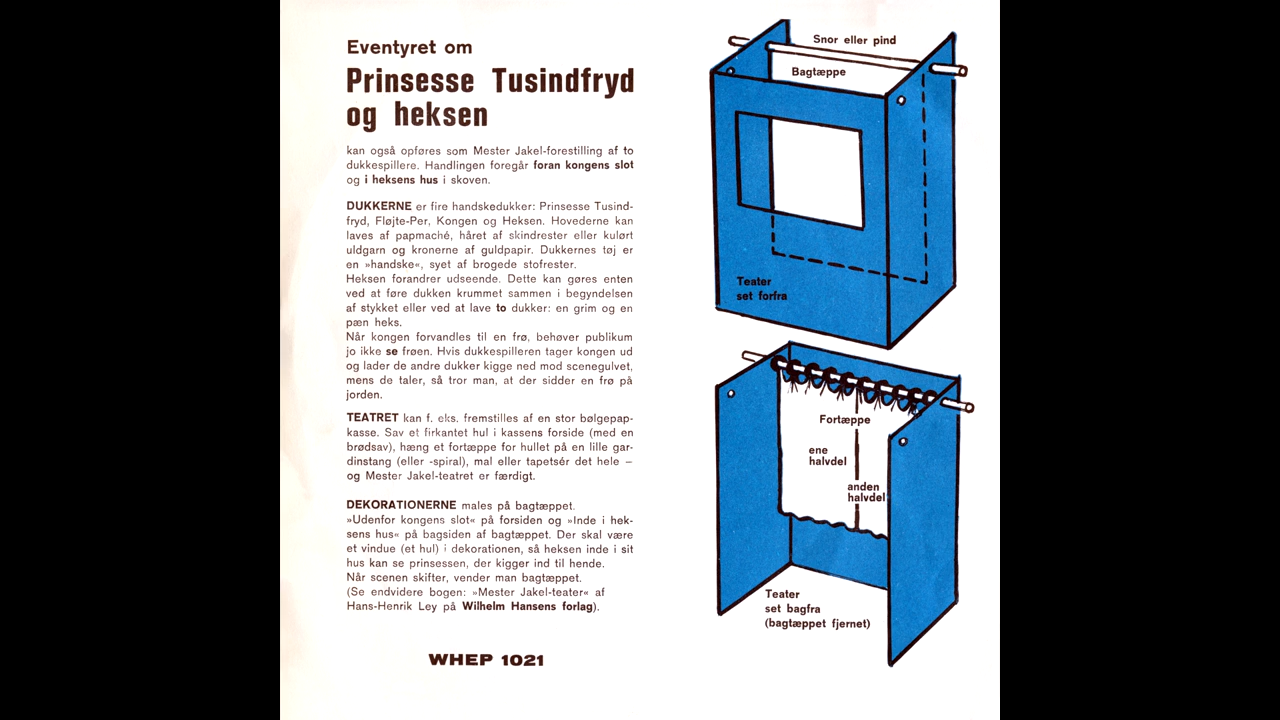 Eventyret om
Prinsesse Tusindfryd
og heksen
kan også opføres som Mester Jakel-forestilling af to
dukkespillere. Handlingen foregår foran kongens slot
og i heksens hus i skoven.
DUKKERNE er fire handskedukker: Prinsesse Tusind-
fryd, Fløjte-Per, Kongen og Heksen. Hovederne kan
laves af papmaché, håret af skindrester eller kulørt
uldgarn og kronerne af guldpapir. Dukkernes tøj er
en »handske«, syet af brogede stofrester.
Heksen forandrer udseende. Dette kan gøres enten
ved at føre dukken krummet sammen i begyndelsen
af stykket eller ved at lave to dukker: en grim og en
pæn heks.
Når kongen forvandles til en frø, behøver publikum
jo ikke se frøen. Hvis dukkespilleren tager kongen ud
og lader de andre dukker kigge ned mod scenegulvet,
mens de taler, så tror man, at der sidder en frø på
jorden.
TEATRET kan f. eks. fremstilles af en stor bølgepap-
kasse. Sav et firkantet hul i kassens forside (med en
brødsav), hæng et fortæppe for hullet på en lille gar-
dinstang (eller -spiral), mal eller tapetsér det hele –
og Mester Jakel-teatret er færdigt.
DEKORATIONERNE males på bagtæppet.
»Udenfor kongens slot« på forsiden og »Inde i hek-
sens hus« på bagsiden af bagtæppet. Der skal være
et vindue (et hul) i dekorationen, så heksen inde i sit
hus kan se prinsessen, der kigger ind til hende.
Når scenen skifter, vender man bagtæppet.
(Se endvidere bogen: »Mester Jakel-teater« af
Hans-Henrik Ley på Wilhelm Hansens forlag).
WHEP 1021
Snor eller pind
Bagtæppe
Teater
set forfra
Fortæppe
ene
halvdel
anden
halvdel
Teater
set bagfra
(bagtæppet fjernet)